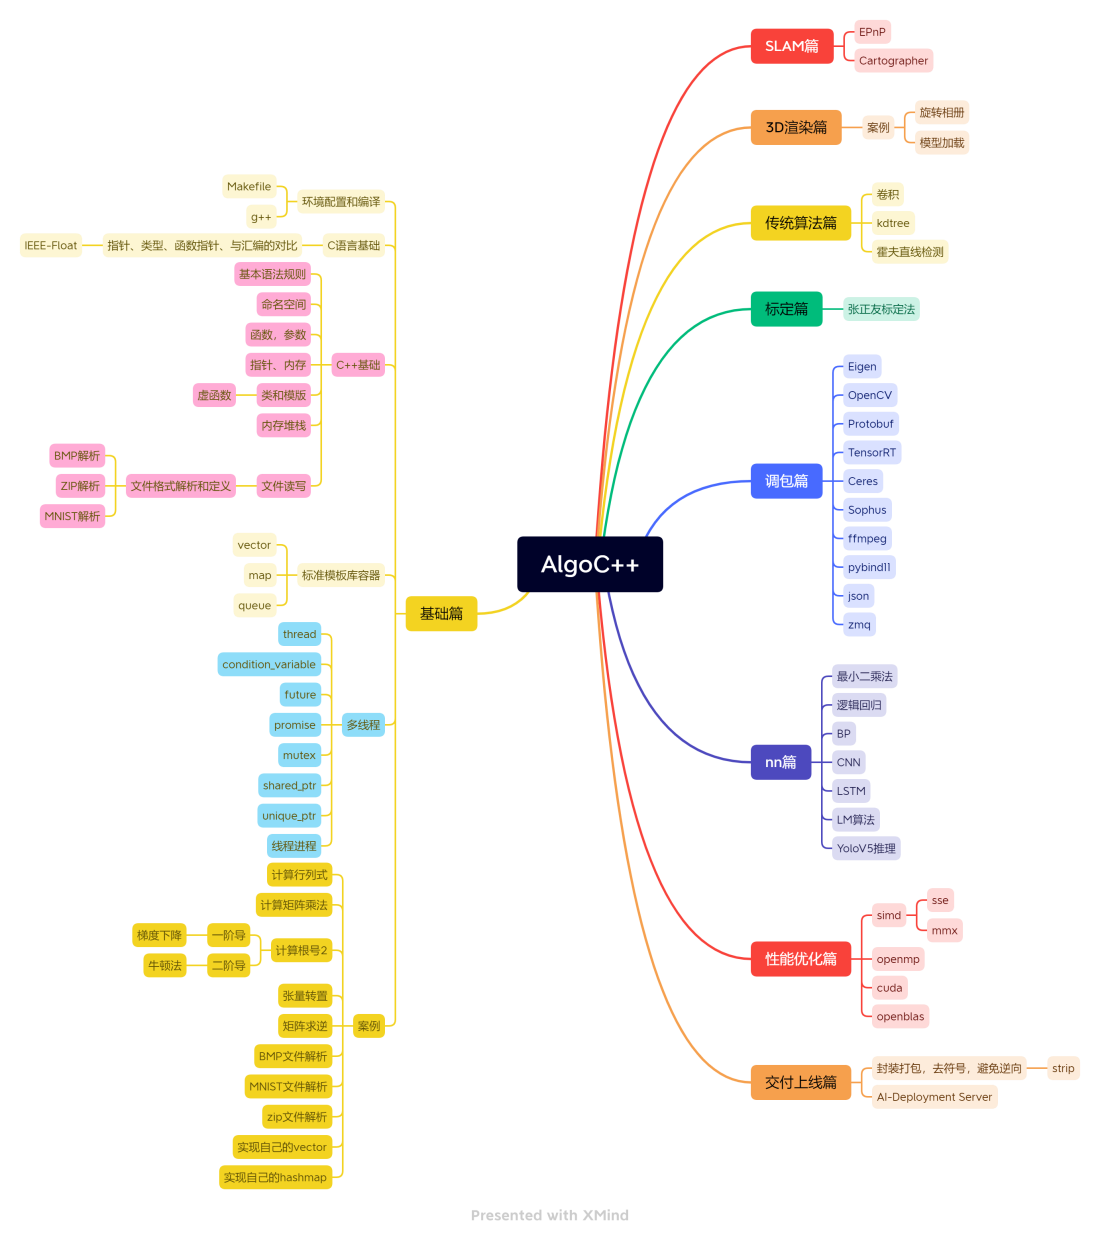 AlgoC++
SLAM篇
EPnP
Cartographer
3D渲染篇
案例
旋转相册
模型加载
传统算法篇
卷积
kdtree
霍夫直线检测
标定篇
张正友标定法
调包篇
Eigen
OpenCV
Protobuf
TensorRT
Ceres
Sophus
ffmpeg
pybind11
json
zmq
nn篇
最小二乘法
逻辑回归
BP
CNN
LSTM
LM算法
YoloV5推理
性能优化篇
simd
sse
mmx
openmp
cuda
openblas
交付上线篇
封装打包，去符号，避免逆向
strip
AI-Deployment Server
基础篇
环境配置和编译
Makefile
g++
C语言基础
指针、类型、函数指针、与汇编的对比
IEEE-Float
C++基础
基本语法规则
命名空间
函数，参数
指针、内存
类和模版
虚函数
内存堆栈
文件读写
文件格式解析和定义
BMP解析
ZIP解析
MNIST解析
标准模板库容器
vector
map
queue
多线程
thread
condition_variable
future
promise
mutex
shared_ptr
unique_ptr
线程进程
案例
计算行列式
计算矩阵乘法
计算根号2
一阶导
梯度下降
二阶导
牛顿法
张量转置
矩阵求逆
BMP文件解析
MNIST文件解析
zip文件解析
实现自己的vector
实现自己的hashmap
Presented with XMind